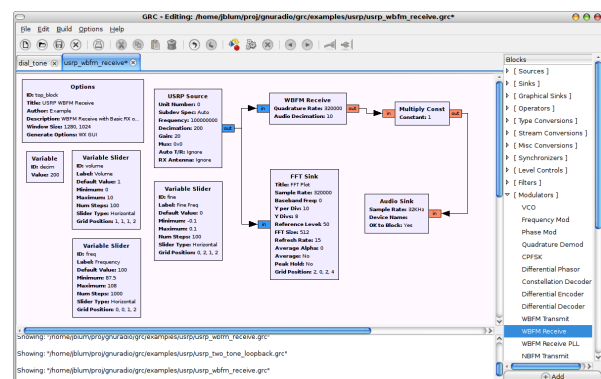 GRC - Editing: /home/jblum/proj/gnuradio/grc/examples/usrp/usrp_wbfm_receive.grc*
File Edit Build Options Help
dial_tone
usrp_wbfm_receive*
Options
ID: top_block
Title: USRP WBFM Receive
Author: Example
Description: WBFM Receive with Basic RX o...
Window Size: 1280, 1024
Generate Options: WX GUI
Variable
ID: decim
Value: 200
Variable Slider
ID: volume
Label: Volume
Default Value: 1
Minimum: 0
Maximum: 10
Num Steps: 100
Slider Type: Horizontal
Grid Position: 1, 1, 1, 2
Variable Slider
ID: freq
Label: Frequency
Default Value: 100
Minimum: 87.5
Maximum: 108
Num Steps: 1000
Slider Type: Horizontal
Grid Position: 0, 0, 1, 2
USRP Source
Unit Number: 0
Subdev Spec: Auto
Frequency: 100000000
Decimation: 200
Gain: 20
Mux: 0x0
Auto T/R: Ignore
RX Antenna: Ignore
out
Variable Slider
ID: fine
Label: Fine Freq
Default Value: 0
Minimum: -0.1
Maximum: 0.1
Num Steps: 100
Slider Type: Horizontal
Grid Position: 0, 2, 1, 2
in
WBFM Receive
Quadrature Rate: 320000
Audio Decimation: 10
out
in
Multiply Const
Constant: 1
out
in
FFT Sink
Title: FFT Plot
Sample Rate: 320000
Baseband Freq: 0
Y per Div: 10
Y Divs: 8
Reference Level: 50
FFT Size: 512
Refresh Rate: 15
Average Alpha: 0
Average: No
Peak Hold: No
Grid Position: 2, 0, 2, 4
Audio Sink
Sample Rate: 32KHz
Device Name:
OK to Block: Yes
in
Blocks
[ Sources ]
[ Sinks ]
[ Graphical Sinks ]
[ Operators ]
[ Type Conversions ]
[ Stream Conversions ]
[ Misc Conversions ]
[ Synchronizers ]
[ Level Controls ]
[ Filters ]
[ Modulators ]
VCO
Frequency Mod
Phase Mod
Quadrature Demod
CPFSK
Differential Phasor
Constellation Decoder
Differential Encoder
Differential Decoder
WBFM Transmit
WBFM Receive
WBFM Receive PLL
NBFM Transmit
Add
Showing: "/home/jblum/proj/gnuradio/grc/examples/usrp/usrp_wbfm_receive.grc"
Showing: "/home/jblum/proj/gnuradio/grc/examples/usrp/usrp_two_tone_loopback.grc"
Showing: "/home/jblum/proj/gnuradio/grc/examples/usrp/usrp_wbfm_receive.grc"